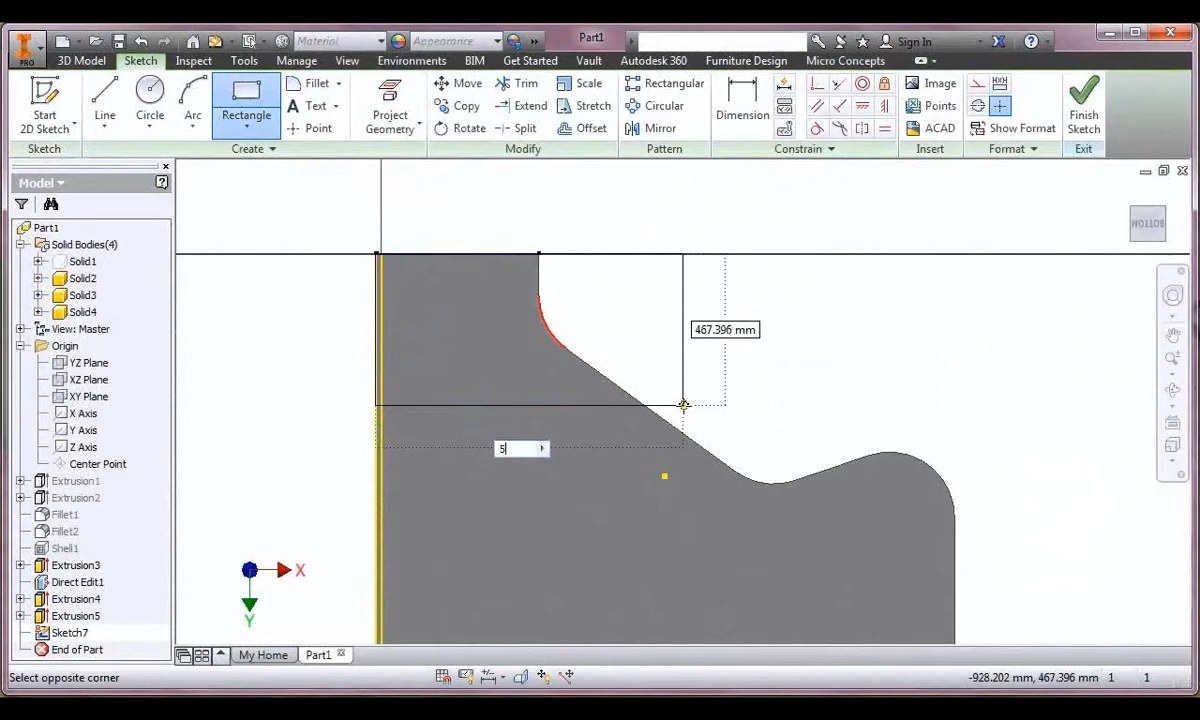 Material
Appearance
Part1
Sign In
PRO
3D Model Sketch Inspect Tools Manage View Environments BIM Get Started Vault Autodesk 360 Furniture Design Micro Concepts
Start
2D Sketch
Line
Circle
Arc
Rectangle
Fillet
Text
Point
Project
Geometry
Move
Copy
Rotate
Trim
Extend
Split
Scale
Stretch
Offset
Rectangular
Circular
Mirror
Dimension
Image
Points
ACAD
Show Format
Finish
Sketch
Sketch Create Modify Pattern Constrain Insert Format Exit
Model
Part1
Solid Bodies(4)
Solid1
Solid2
Solid3
Solid4
View: Master
Origin
YZ Plane
XZ Plane
XY Plane
X Axis
Y Axis
Z Axis
Center Point
Extrusion1
Extrusion2
Fillet1
Fillet2
Shell1
Extrusion3
Direct Edit1
Extrusion4
Extrusion5
Sketch7
End of Part
BOTTOM
467.396 mm
5
X
Y
My Home Part1
Select opposite corner
-928.202 mm, 467.396 mm 1 1